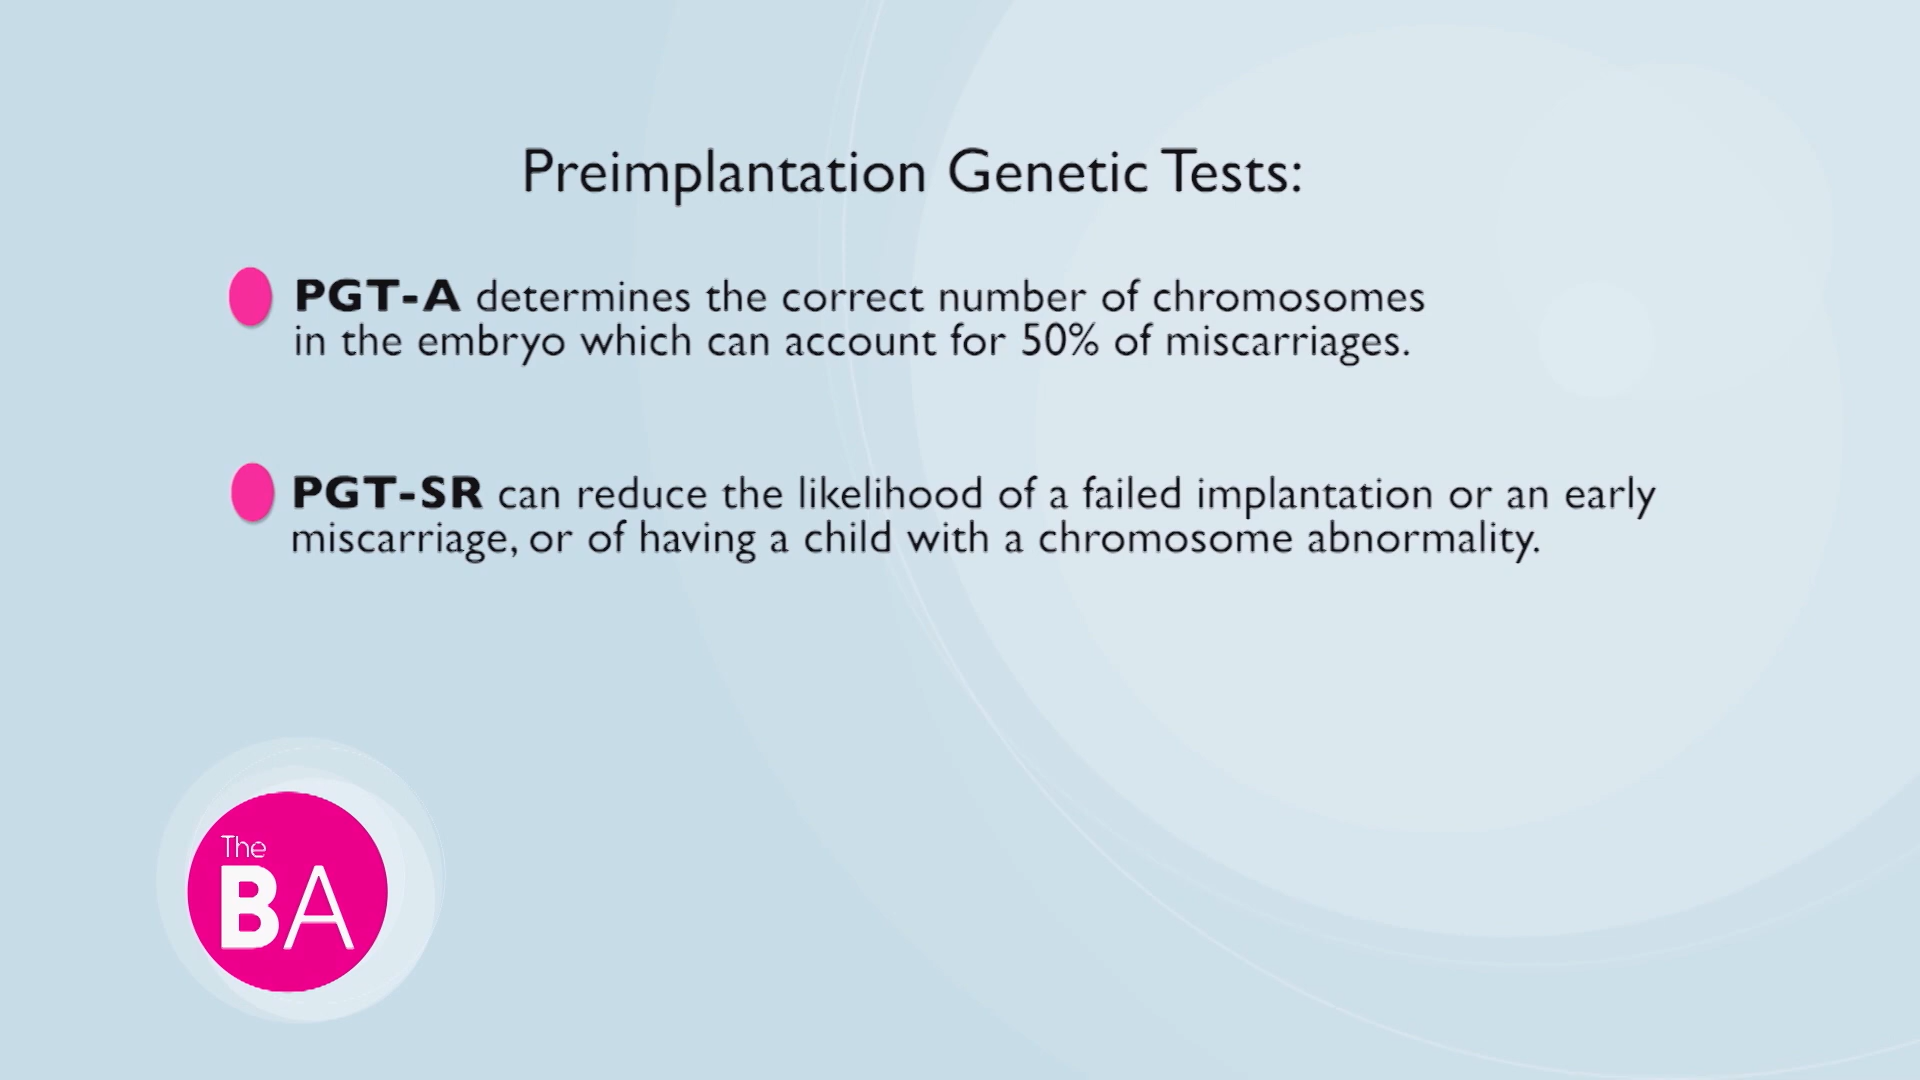 Preimplantation Genetic Tests:
PGT-A determines the correct number of chromosomes
in the embryo which can account for 50% of miscarriages.
PGT-SR can reduce the likelihood of a failed implantation or an early
miscarriage, or of having a child with a chromosome abnormality.
The
BA